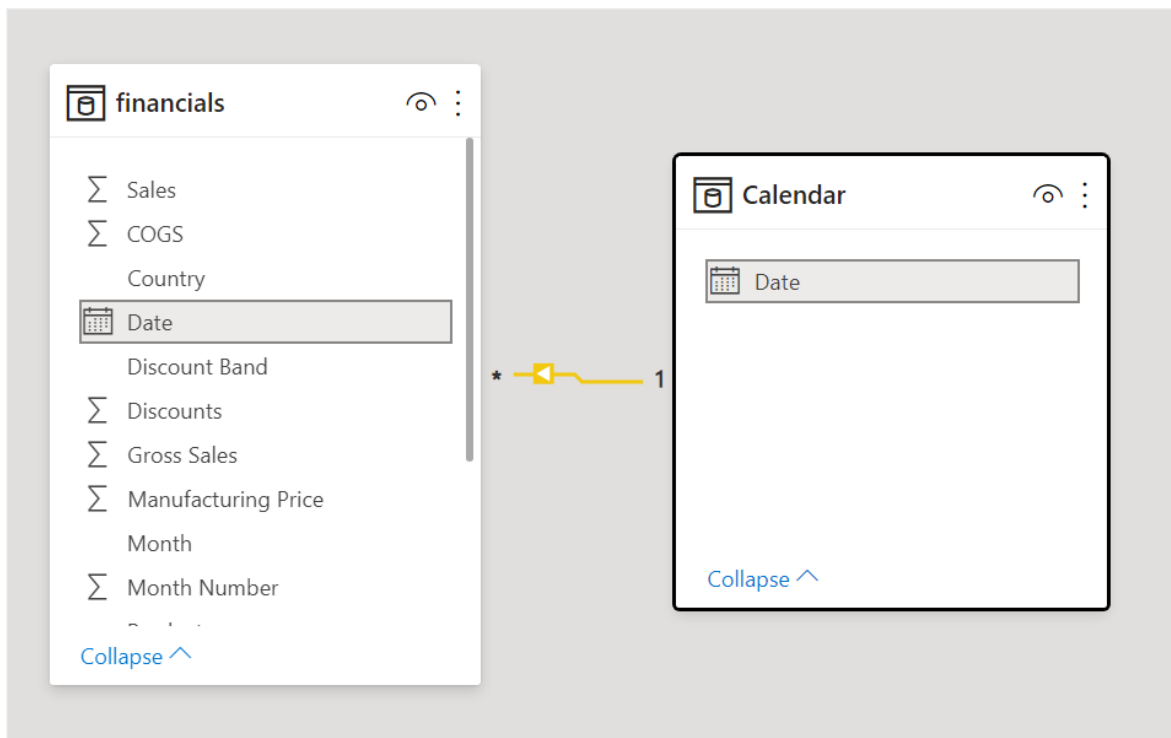 financials
Sales
COGS
Country
Date
Discount Band
Discounts
Gross Sales
Manufacturing Price
Month
Month Number
Collapse
* 1
Calendar
Date
Collapse